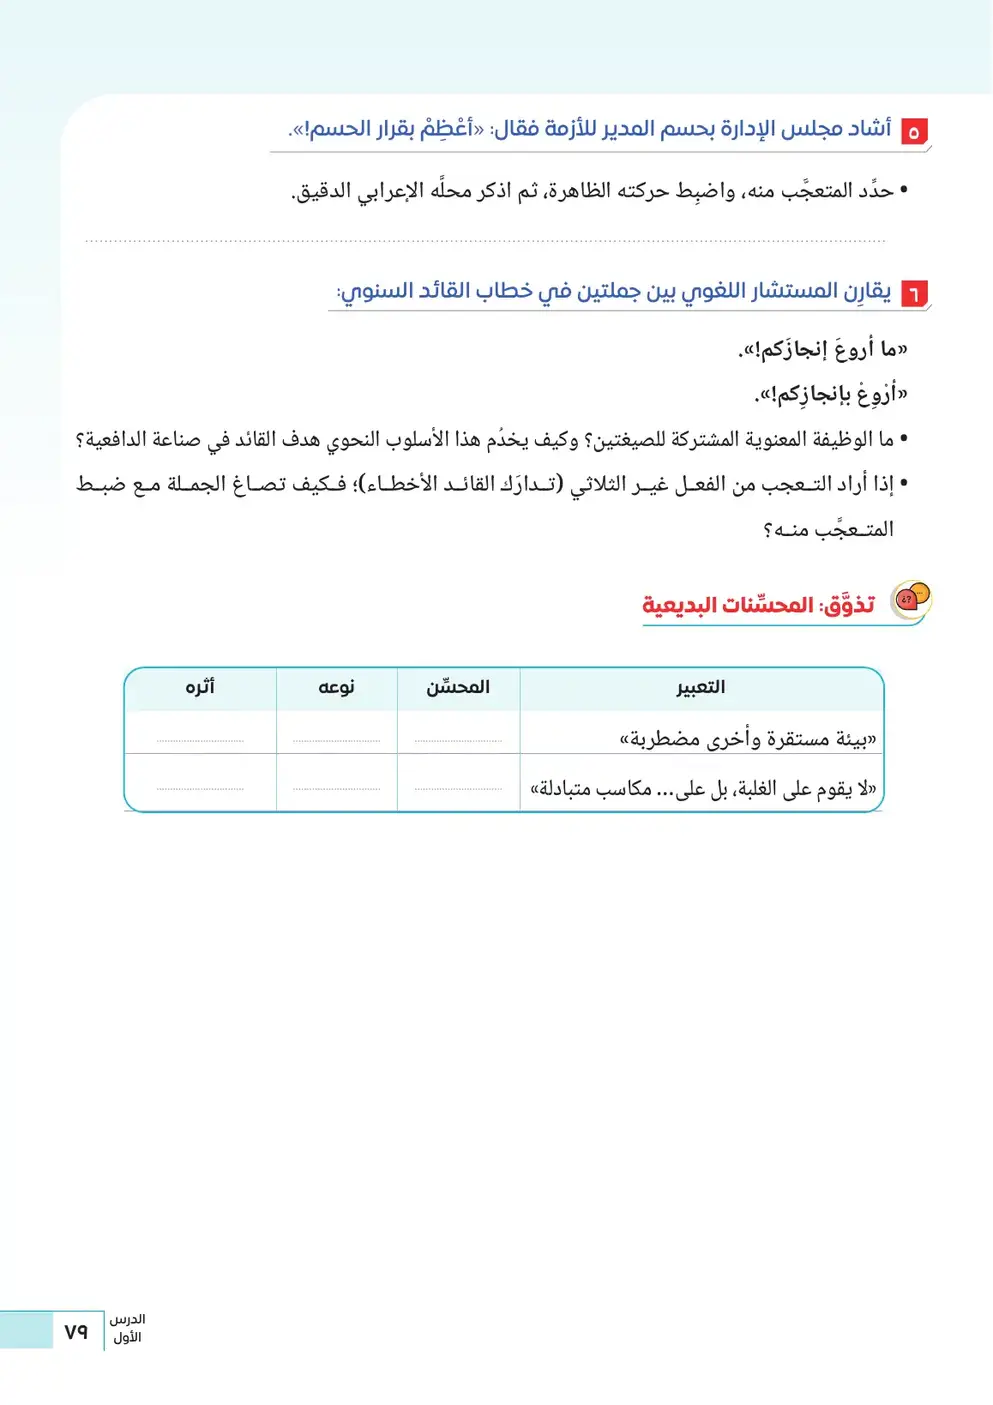 ٥ أشاد مجلس الإدارة بحسم المدير للأزمة فقال: «أعْظِمْ بقرار الحسم!».
• حدِّد المتعجَّب منه، واضبِط حركته الظاهرة، ثم اذكر محلَّه الإعرابي الدقيق.
٦ يقارِن المستشار اللغوي بين جملتين في خطاب القائد السنوي:
«ما أروعَ إنجازَكم!».
«أرْوِعْ بإنجازِكم!».
• ما الوظيفة المعنوية المشتركة للصيغتين؟ وكيف يخدُم هذا الأسلوب النحوي هدف القائد في صناعة الدافعية؟
• إذا أراد التعجب من الفعل غير الثلاثي (تدارَك القائد الأخطاء)؛ فكيف تصاغ الجملة مع ضبط
المتعجَّب منه؟
تذوَّق: المحسِّنات البديعية
التعبير المحسِّن نوعه أثره
«بيئة مستقرة وأخرى مضطربة»
«لا يقوم على الغلبة، بل على... مكاسب متبادلة»
الدرس
الأول
٧٩